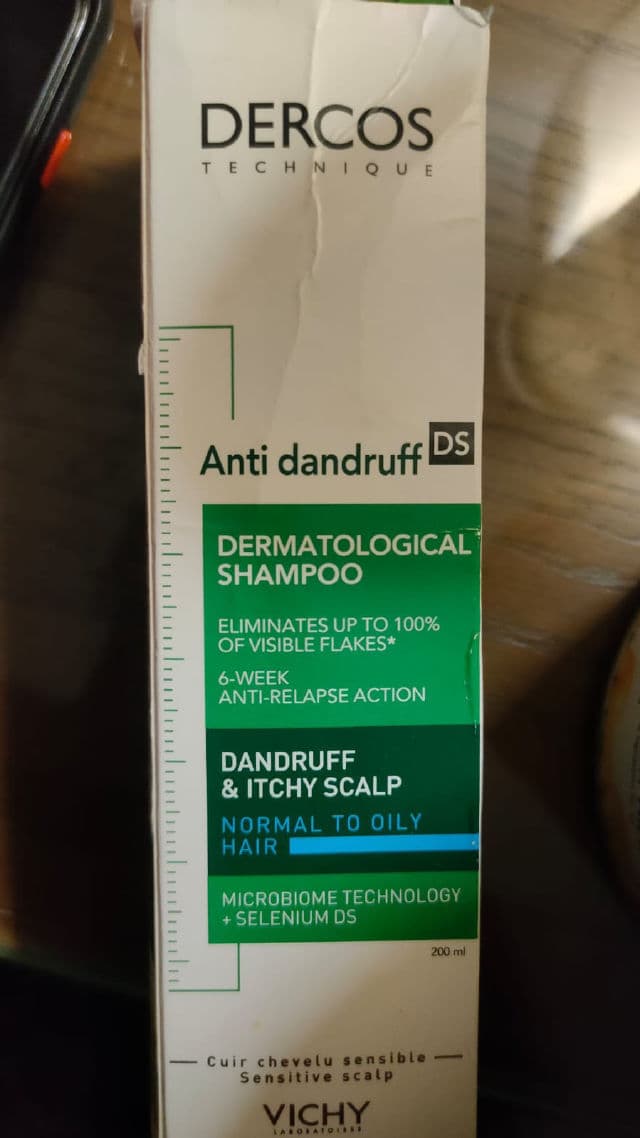 DERCOS
TECHNIQUE
Anti dandruff DS
DERMATOLOGICAL
SHAMPOO
ELIMINATES UP TO 100%
OF VISIBLE FLAKES*
6-WEEK
ANTI-RELAPSE ACTION
DANDRUFF
& ITCHY SCALP
NORMAL TO OILY
HAIR
MICROBIOME TECHNOLOGY
+ SELENIUM DS
200 ml
Cuir chevelu sensible
Sensitive scalp
VICHY
LABORATOIRES